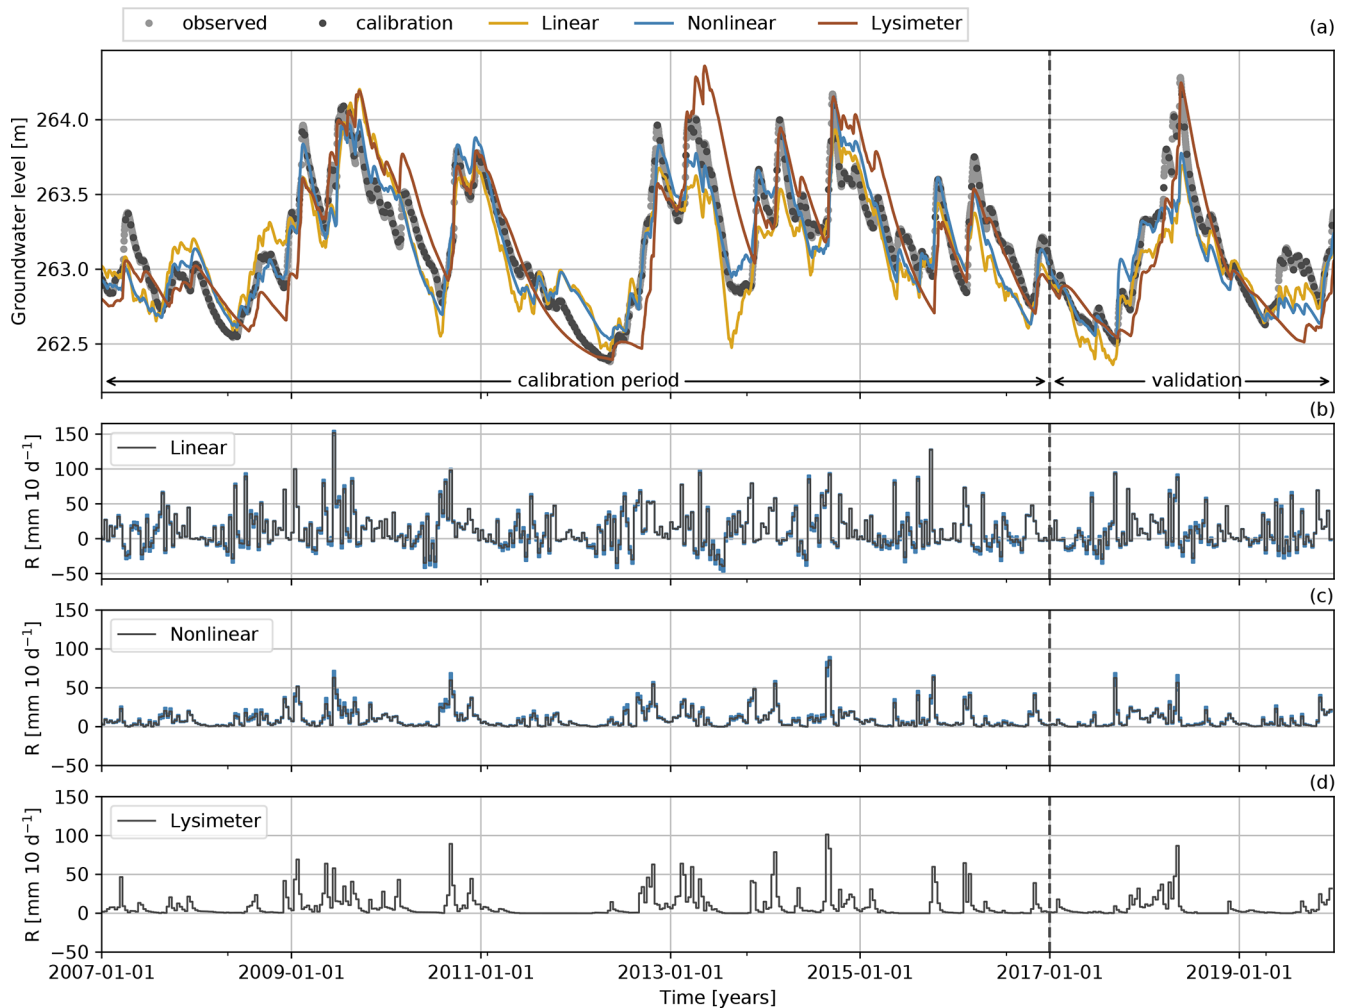 observed calibration Linear Nonlinear Lysimeter
(a)
Groundwater level [m]
264.0
263.5
263.0
262.5
calibration period validation
(b)
R [mm 10 d⁻¹]
150
100
50
0
−50
Linear
(c)
R [mm 10 d⁻¹]
150
100
50
0
−50
Nonlinear
(d)
R [mm 10 d⁻¹]
150
100
50
0
−50
Lysimeter
2007-01-01 2009-01-01 2011-01-01 2013-01-01 2015-01-01 2017-01-01 2019-01-01
Time [years]